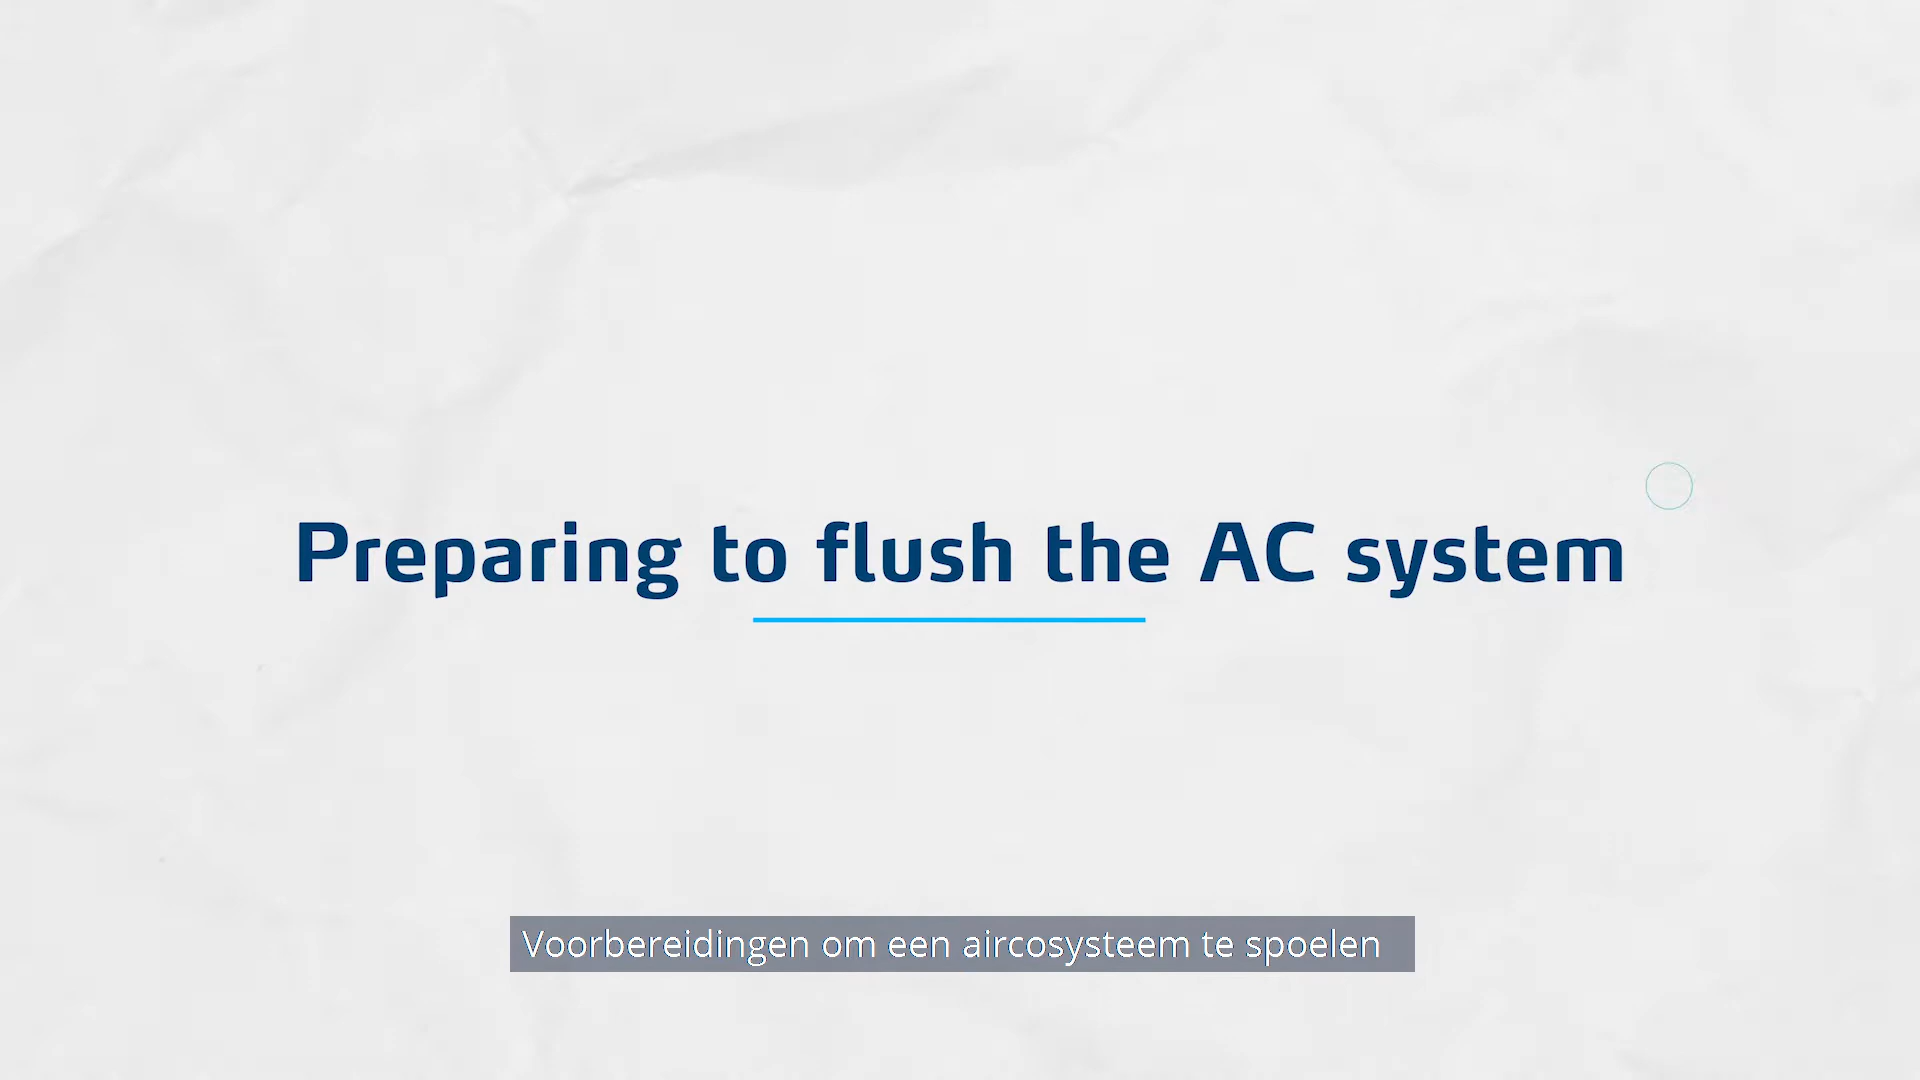 Preparing to flush the AC system
Voorbereidingen om een aircosysteem te spoelen